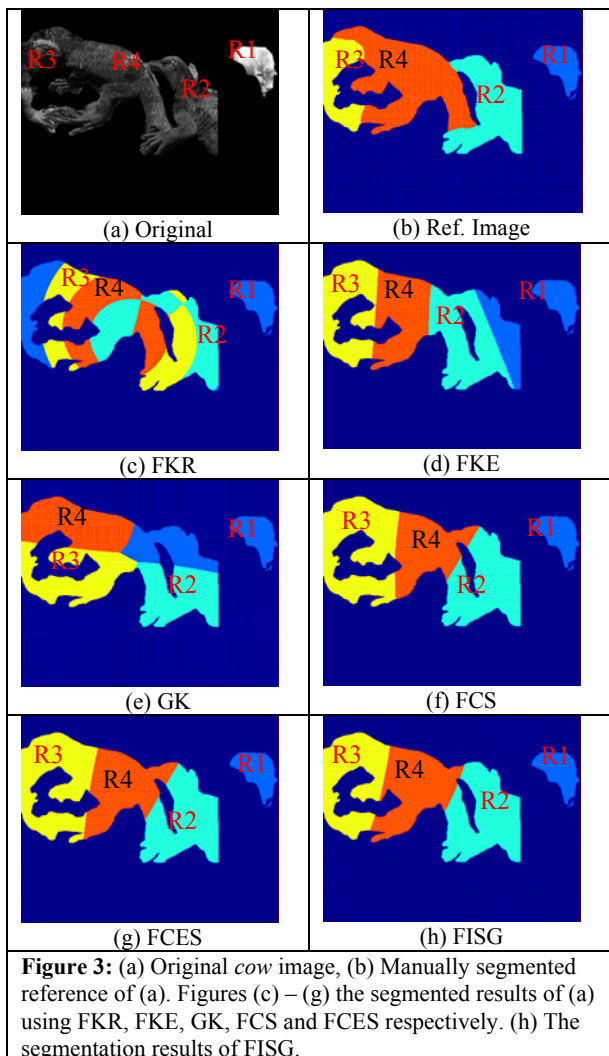 R3 R4 R1
R2
(a) Original
R3 R4 R1
R2
(b) Ref. Image
R3
R4 R1
R2
(c) FKR
R3 R4 R1
R2
(d) FKE
R4 R1
R3
R2
(e) GK
R3 R1
R4
R2
(f) FCS
R3 R1
R4
R2
(g) FCES
R3 R1
R4
R2
(h) FISG
Figure 3: (a) Original cow image, (b) Manually segmented
reference of (a). Figures (c) – (g) the segmented results of (a)
using FKR, FKE, GK, FCS and FCES respectively. (h) The
segmentation results of FISG.